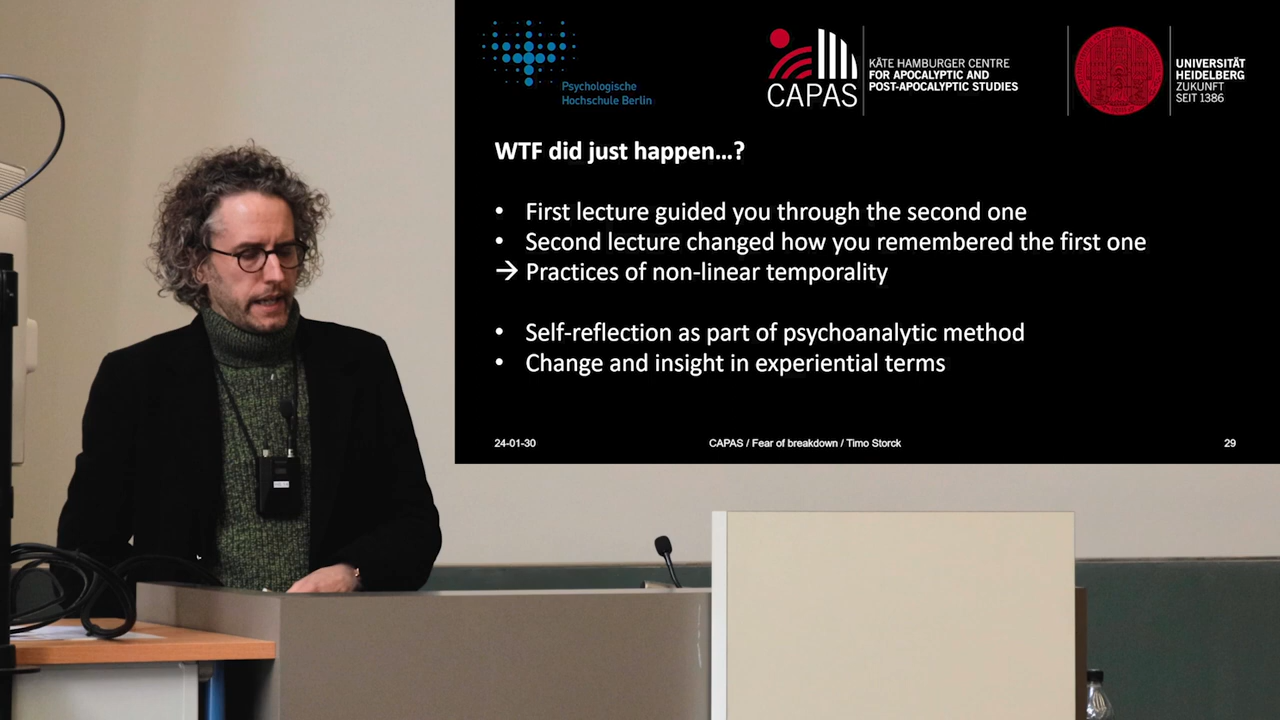 Psychologische
Hochschule Berlin
CAPAS
KÄTE HAMBURGER CENTRE
FOR APOCALYPTIC AND
POST-APOCALYPTIC STUDIES
UNIVERSITÄT
HEIDELBERG
ZUKUNFT
SEIT 1386
WTF did just happen...?
• First lecture guided you through the second one
• Second lecture changed how you remembered the first one
→ Practices of non-linear temporality
• Self-reflection as part of psychoanalytic method
• Change and insight in experiential terms
24-01-30
CAPAS / Fear of breakdown / Timo Storck
29